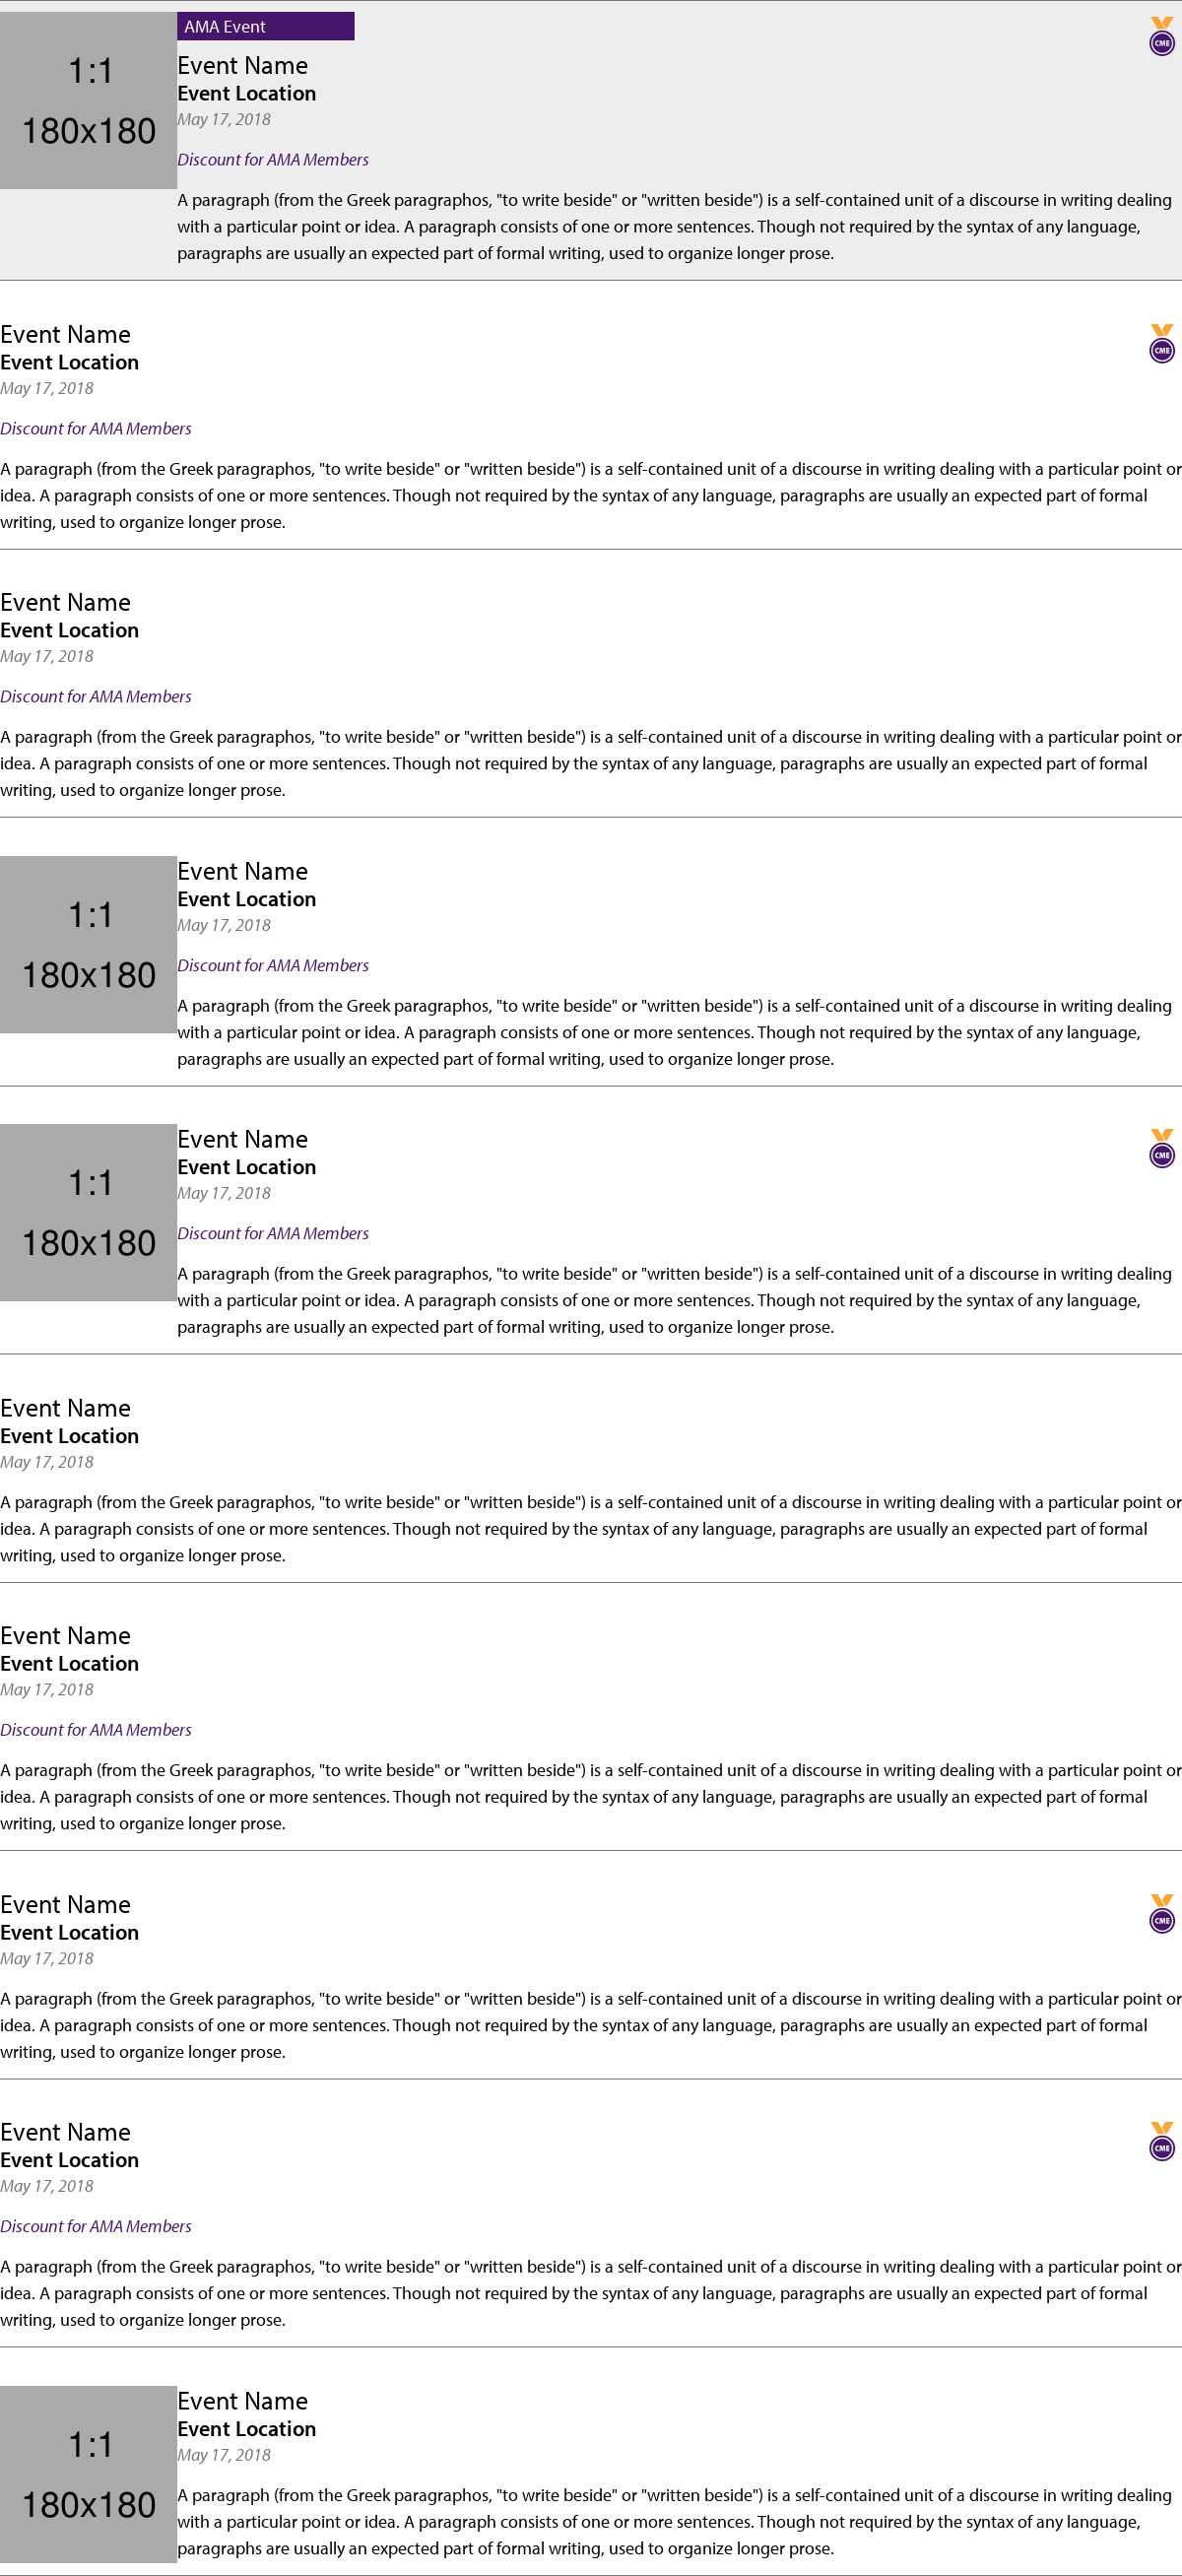 1:1
180x180
AMA Event
CME
Event Name
Event Location
May 17, 2018
Discount for AMA Members
A paragraph (from the Greek paragraphos, "to write beside" or "written beside") is a self-contained unit of a discourse in writing dealing
with a particular point or idea. A paragraph consists of one or more sentences. Though not required by the syntax of any language,
paragraphs are usually an expected part of formal writing, used to organize longer prose.
Event Name
CME
Event Location
May 17, 2018
Discount for AMA Members
A paragraph (from the Greek paragraphos, "to write beside" or "written beside") is a self-contained unit of a discourse in writing dealing with a particular point or
idea. A paragraph consists of one or more sentences. Though not required by the syntax of any language, paragraphs are usually an expected part of formal
writing, used to organize longer prose.
Event Name
Event Location
May 17, 2018
Discount for AMA Members
A paragraph (from the Greek paragraphos, "to write beside" or "written beside") is a self-contained unit of a discourse in writing dealing with a particular point or
idea. A paragraph consists of one or more sentences. Though not required by the syntax of any language, paragraphs are usually an expected part of formal
writing, used to organize longer prose.
1:1
180x180
Event Name
Event Location
May 17, 2018
Discount for AMA Members
A paragraph (from the Greek paragraphos, "to write beside" or "written beside") is a self-contained unit of a discourse in writing dealing
with a particular point or idea. A paragraph consists of one or more sentences. Though not required by the syntax of any language,
paragraphs are usually an expected part of formal writing, used to organize longer prose.
1:1
180x180
Event Name
CME
Event Location
May 17, 2018
Discount for AMA Members
A paragraph (from the Greek paragraphos, "to write beside" or "written beside") is a self-contained unit of a discourse in writing dealing
with a particular point or idea. A paragraph consists of one or more sentences. Though not required by the syntax of any language,
paragraphs are usually an expected part of formal writing, used to organize longer prose.
Event Name
Event Location
May 17, 2018
A paragraph (from the Greek paragraphos, "to write beside" or "written beside") is a self-contained unit of a discourse in writing dealing with a particular point or
idea. A paragraph consists of one or more sentences. Though not required by the syntax of any language, paragraphs are usually an expected part of formal
writing, used to organize longer prose.
Event Name
Event Location
May 17, 2018
Discount for AMA Members
A paragraph (from the Greek paragraphos, "to write beside" or "written beside") is a self-contained unit of a discourse in writing dealing with a particular point or
idea. A paragraph consists of one or more sentences. Though not required by the syntax of any language, paragraphs are usually an expected part of formal
writing, used to organize longer prose.
Event Name
CME
Event Location
May 17, 2018
A paragraph (from the Greek paragraphos, "to write beside" or "written beside") is a self-contained unit of a discourse in writing dealing with a particular point or
idea. A paragraph consists of one or more sentences. Though not required by the syntax of any language, paragraphs are usually an expected part of formal
writing, used to organize longer prose.
Event Name
CME
Event Location
May 17, 2018
Discount for AMA Members
A paragraph (from the Greek paragraphos, "to write beside" or "written beside") is a self-contained unit of a discourse in writing dealing with a particular point or
idea. A paragraph consists of one or more sentences. Though not required by the syntax of any language, paragraphs are usually an expected part of formal
writing, used to organize longer prose.
1:1
180x180
Event Name
Event Location
May 17, 2018
A paragraph (from the Greek paragraphos, "to write beside" or "written beside") is a self-contained unit of a discourse in writing dealing
with a particular point or idea. A paragraph consists of one or more sentences. Though not required by the syntax of any language,
paragraphs are usually an expected part of formal writing, used to organize longer prose.